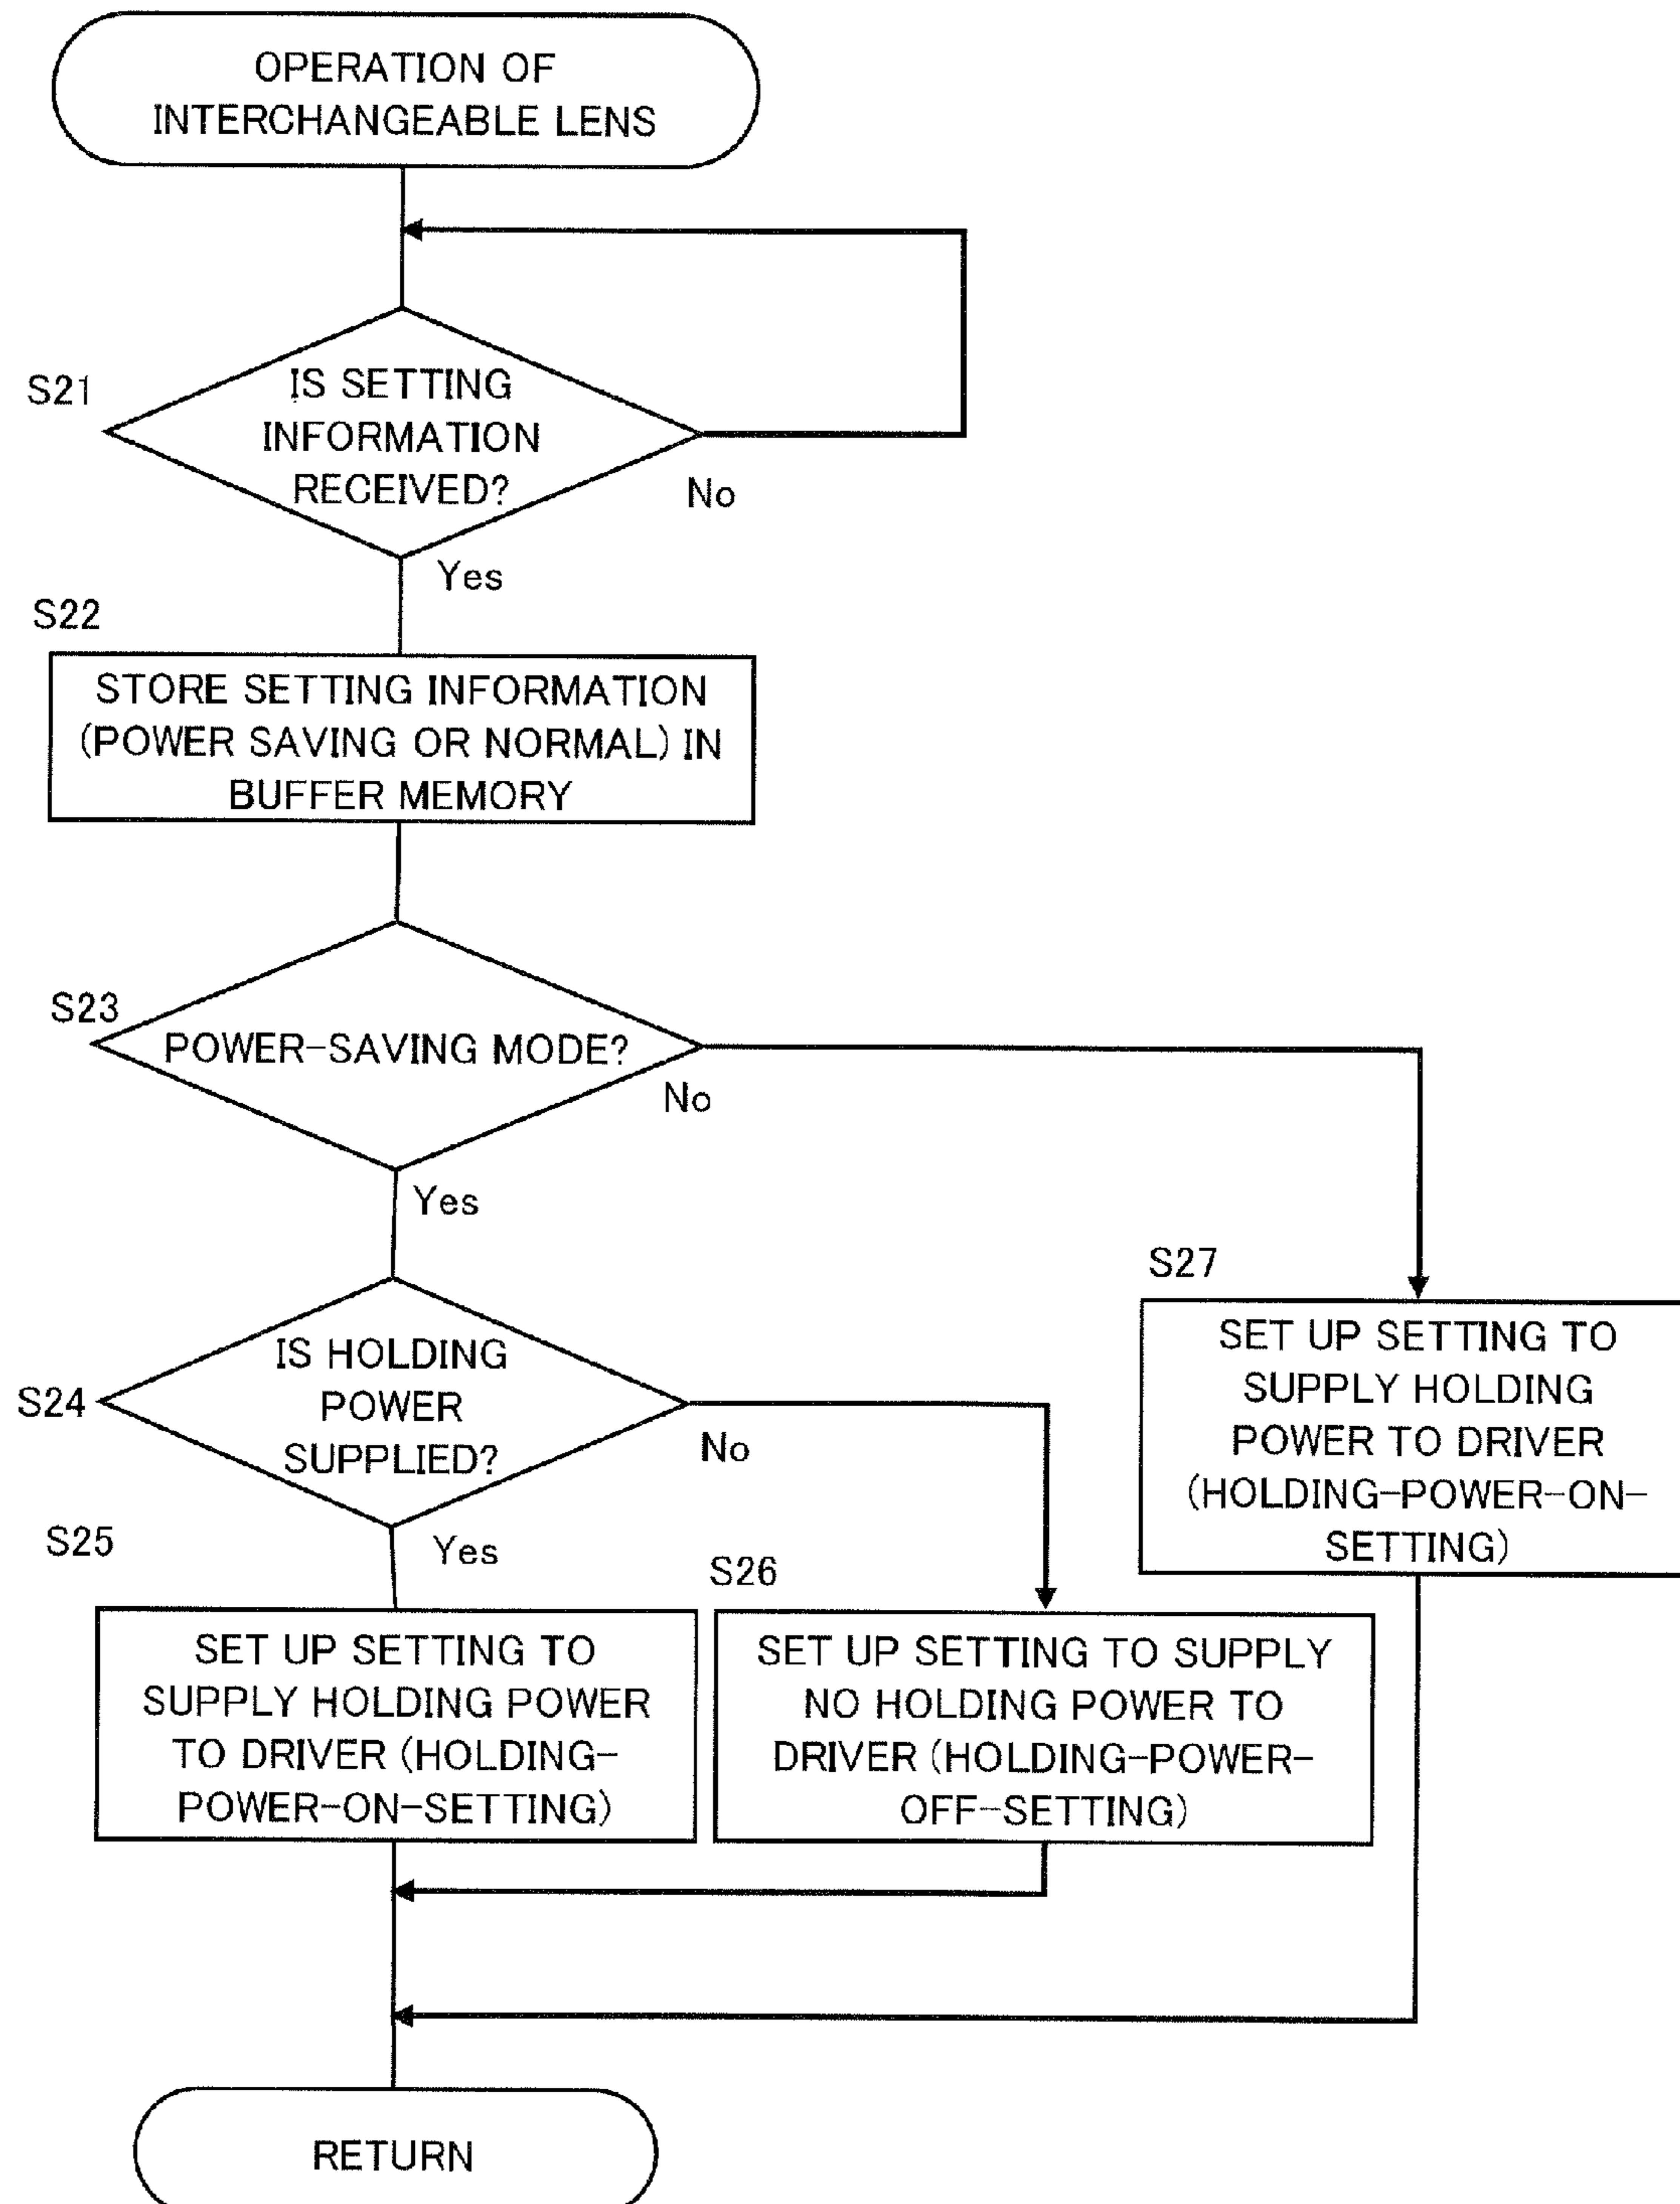 OPERATION OF
INTERCHANGEABLE LENS
S21
IS SETTING
INFORMATION
RECEIVED?
No
Yes
S22
STORE SETTING INFORMATION
(POWER SAVING OR NORMAL) IN
BUFFER MEMORY
S23
POWER-SAVING MODE?
No
Yes
S24
IS HOLDING
POWER
SUPPLIED?
No
Yes
S27
SET UP SETTING TO
SUPPLY HOLDING
POWER TO DRIVER
(HOLDING-POWER-ON-
SETTING)
S25
SET UP SETTING TO
SUPPLY HOLDING POWER
TO DRIVER (HOLDING-
POWER-ON-SETTING)
S26
SET UP SETTING TO SUPPLY
NO HOLDING POWER TO
DRIVER (HOLDING-POWER-
OFF-SETTING)
RETURN